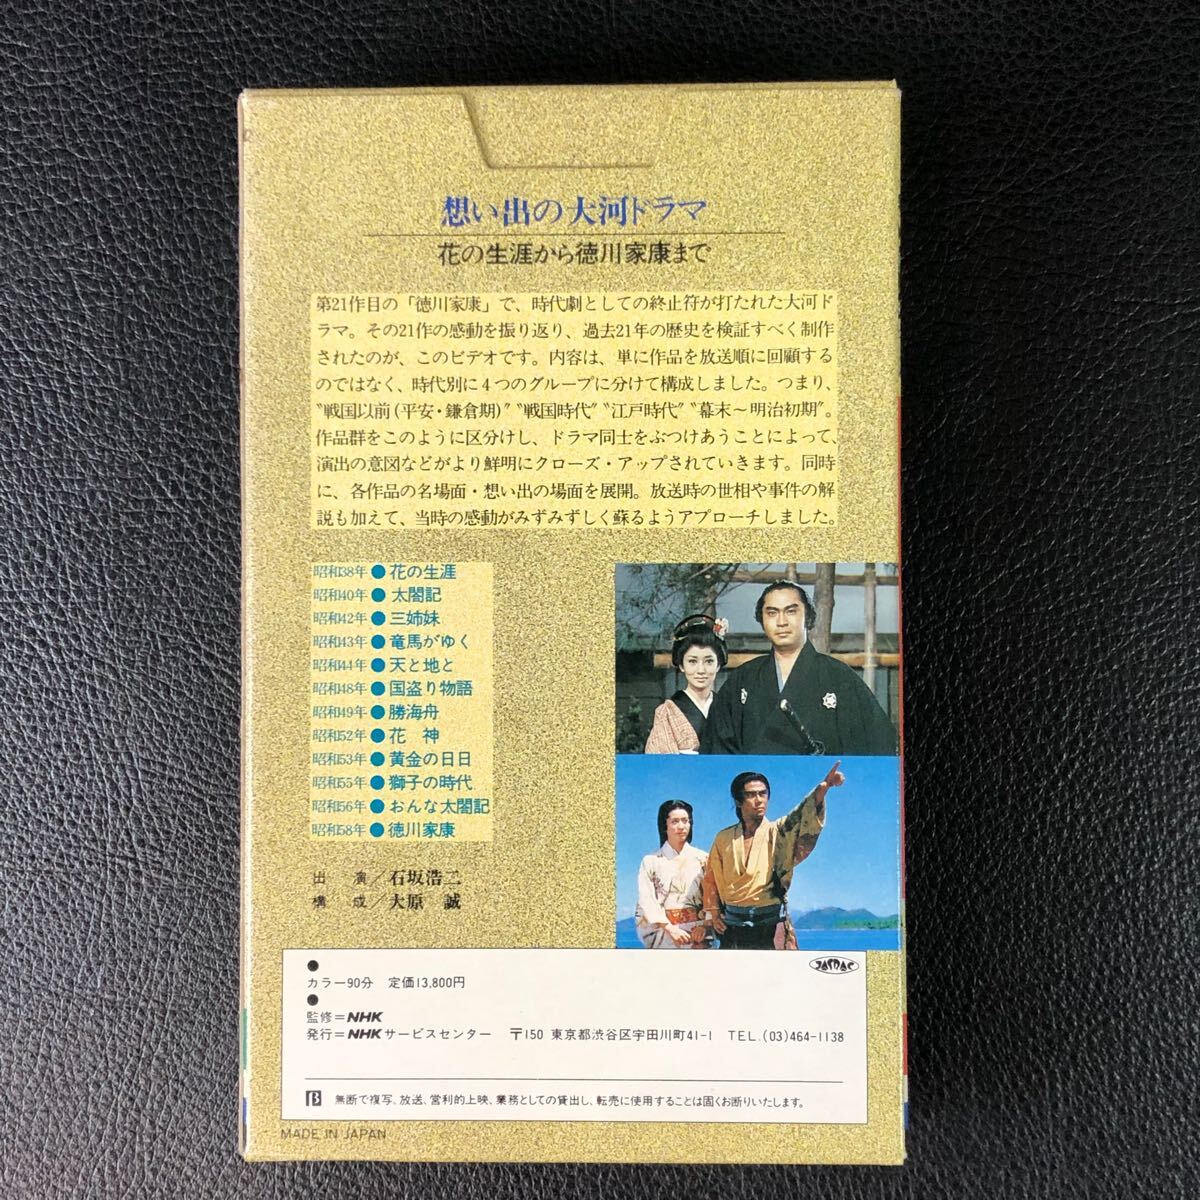 想い出の大河ドラマ
花の生涯から徳川家康まで
第21作目の「徳川家康」で、時代劇としての終止符が打たれた大河ド
ラマ。その21作の感動を振り返り、過去21年の歴史を検証すべく制作
されたのが、このビデオです。内容は、単に作品を放送順に回顧する
のではなく、時代別に4つのグループに分けて構成しました。つまり、
"戦国以前(平安・鎌倉期)" "戦国時代" "江戸時代" "幕末〜明治初期"。
作品群をこのように区分けし、ドラマ同士をぶつけあうことによって、
演出の意図などがより鮮明にクローズ・アップされていきます。同時
に、各作品の名場面・想い出の場面を展開。放送時の世相や事件の解
説も加えて、当時の感動がみずみずしく蘇るようアプローチしました。
昭和38年●花の生涯
昭和40年●太閤記
昭和42年●三姉妹
昭和43年●竜馬がゆく
昭和44年●天と地と
昭和48年●国盗り物語
昭和49年●勝海舟
昭和52年●花 神
昭和53年●黄金の日日
昭和55年●獅子の時代
昭和56年●おんな太閤記
昭和58年●徳川家康
出 演/石坂浩二
構 成/大原 誠
JASRAC
●
カラー90分 定価13,800円
●
監修=NHK
発行=NHKサービスセンター 〒150 東京都渋谷区宇田川町41-1 TEL.(03)464-1138
無断で複写、放送、営利的上映、業務としての貸出し、転売に使用することは固くお断りいたします。
MADE IN JAPAN